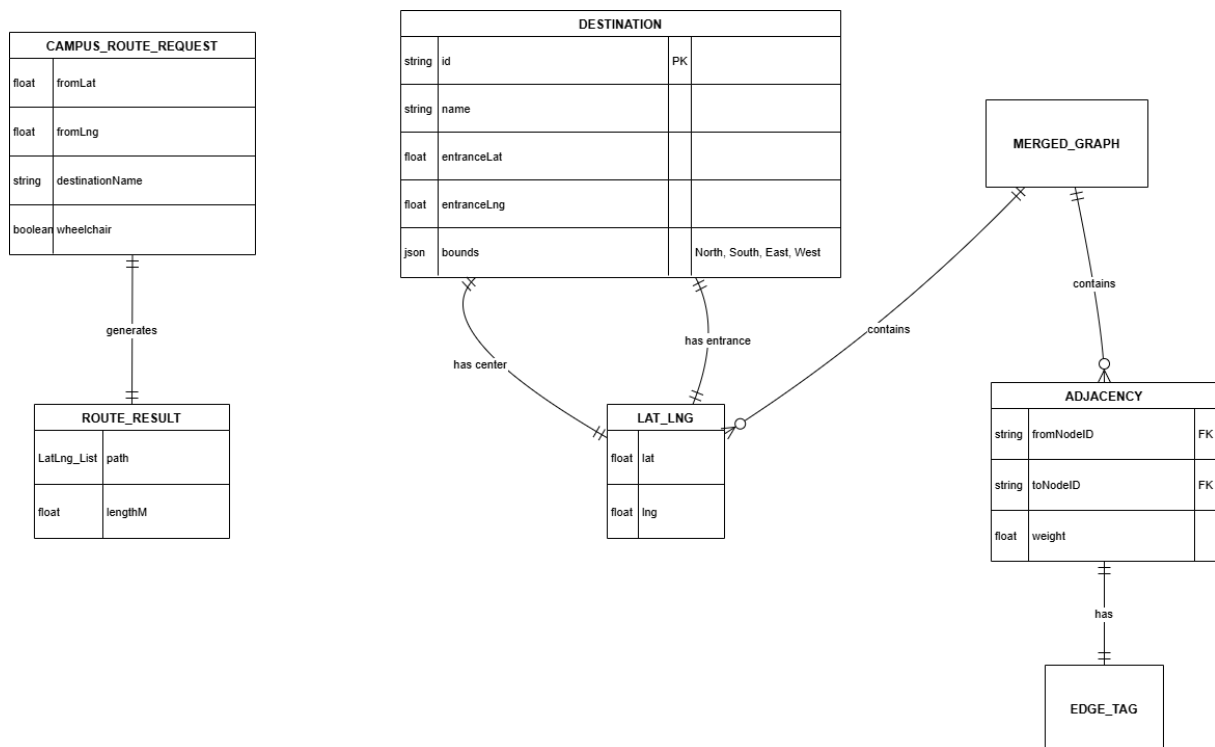 CAMPUS_ROUTE_REQUEST
float fromLat
float fromLng
string destinationName
boolean wheelchair
generates
ROUTE_RESULT
LatLng_List path
float lengthM
DESTINATION
string id PK
string name
float entranceLat
float entranceLng
json bounds North, South, East, West
has center
has entrance
LAT_LNG
float lat
float lng
MERGED_GRAPH
contains
contains
ADJACENCY
string fromNodeID FK
string toNodeID FK
float weight
has
EDGE_TAG